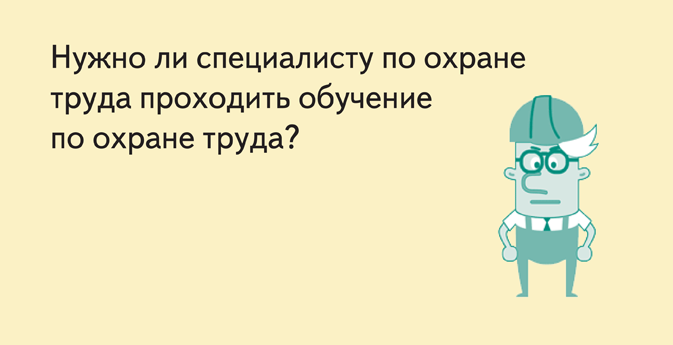 Нужно ли специалисту по охране
труда проходить обучение
по охране труда?